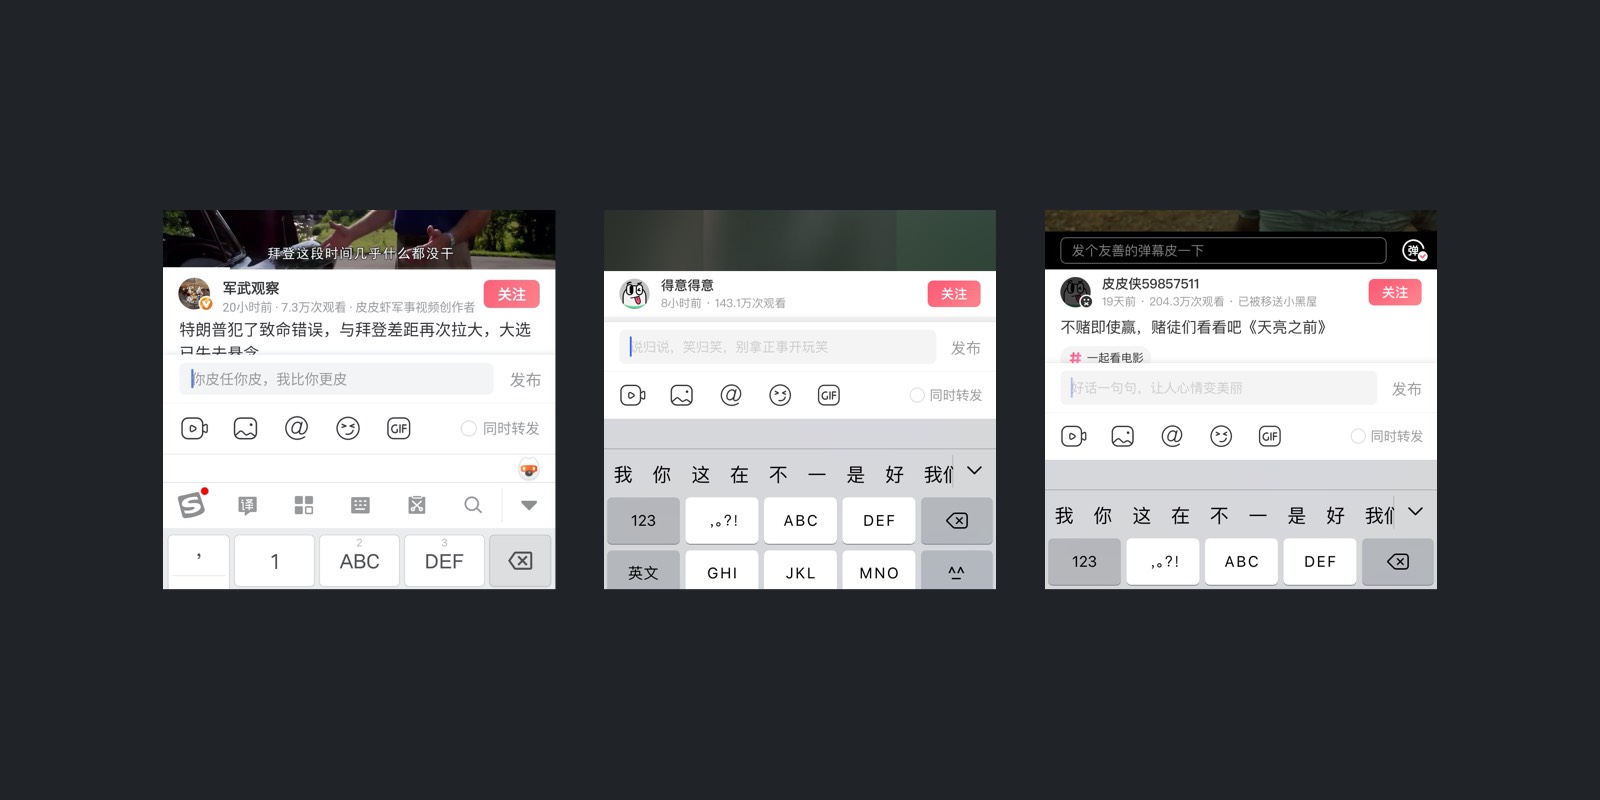 拜登这段时间几乎什么都没干
军武观察
关注
20小时前 · 7.3万次观看 · 皮皮虾军事视频创作者
特朗普犯了致命错误，与拜登差距再次拉大，大选
已失去悬念
你皮任你皮，我比你更皮
发布
GIF
同时转发
S
译
，
1
2
ABC
3
DEF
得意得意
8小时前 · 143.1万次观看
关注
说归说，笑归笑，别拿正事开玩笑
发布
GIF
同时转发
我 你 这 在 不 一 是 好 我们
123
,。?!
ABC
DEF
英文
GHI
JKL
MNO
^^
发个友善的弹幕皮一下
弹
皮皮侠59857511
19天前 · 204.3万次观看 · 已被移送小黑屋
关注
不赌即使赢，赌徒们看看吧《天亮之前》
# 一起看电影
好话一句句，让人心情变美丽
发布
GIF
同时转发
我 你 这 在 不 一 是 好 我们
123
,。?!
ABC
DEF